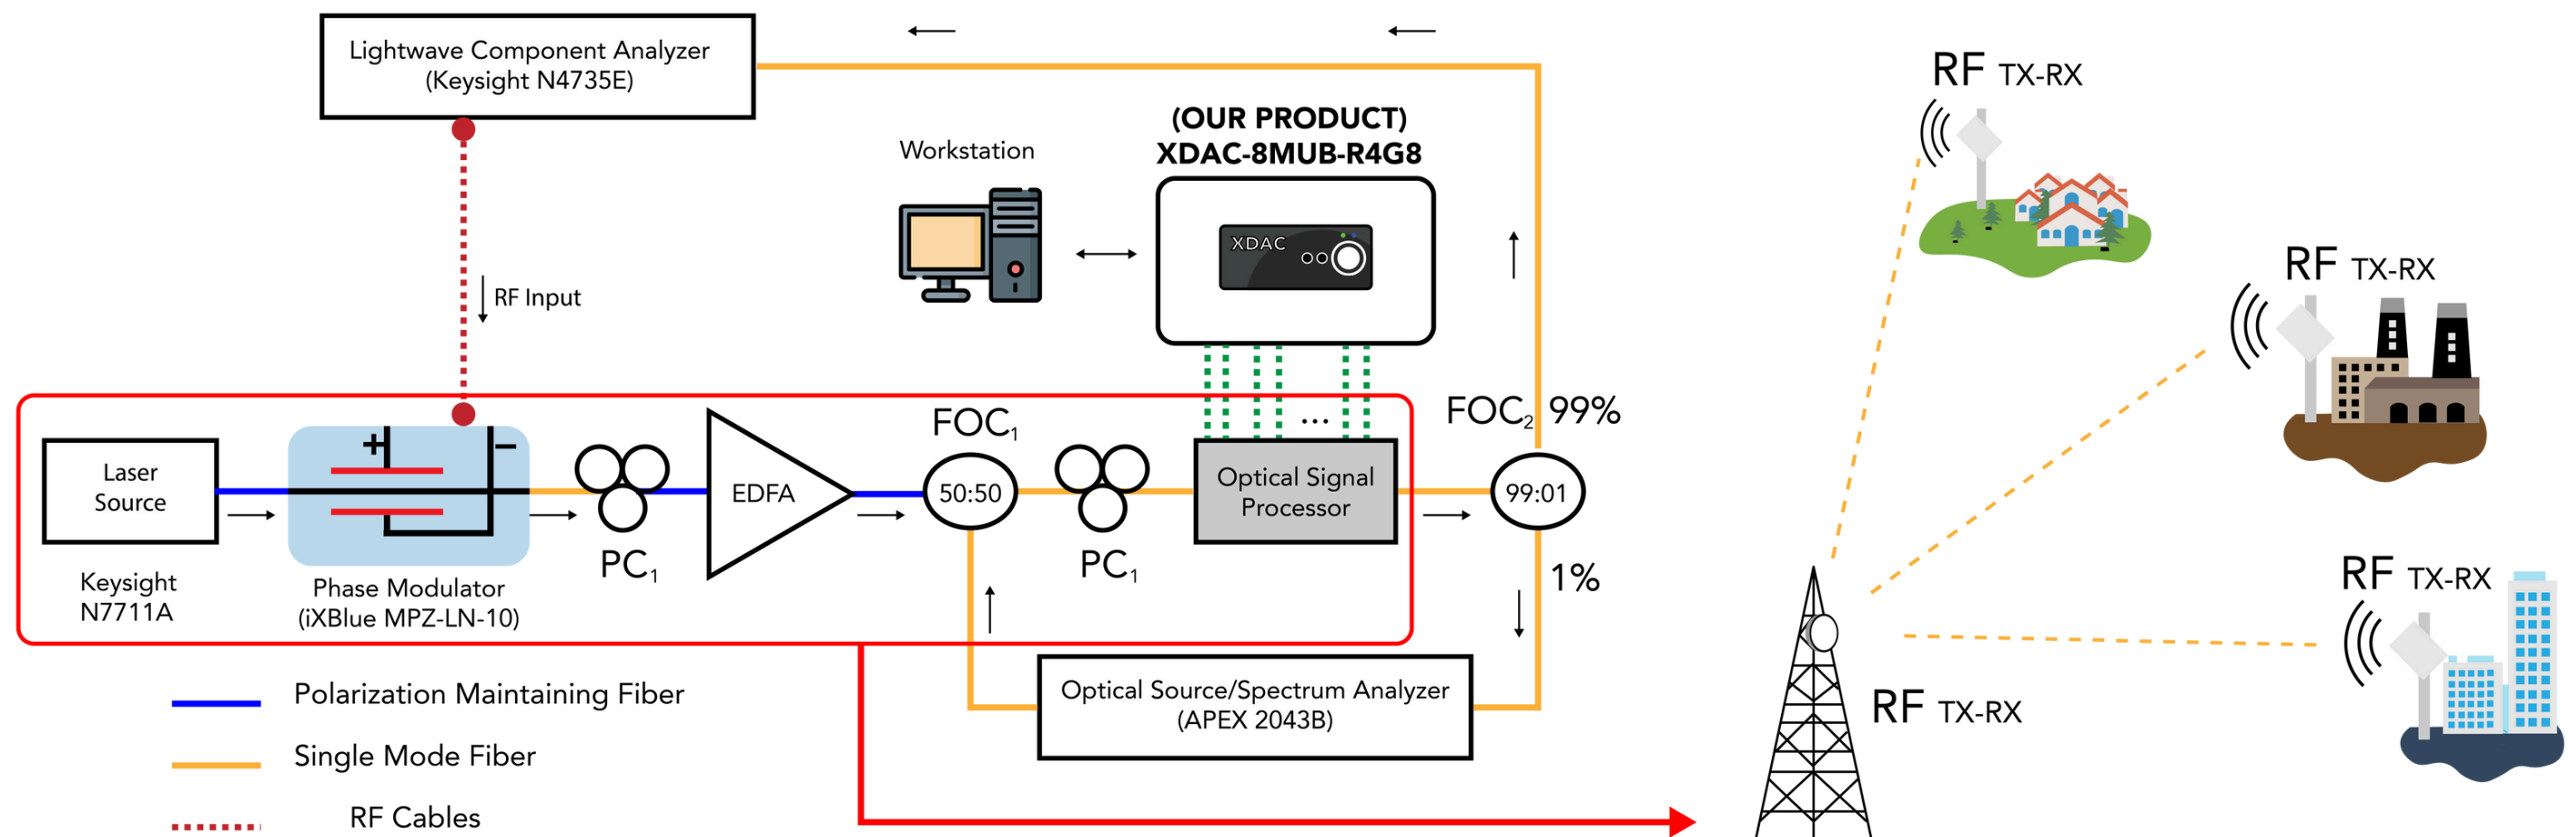 Lightwave Component Analyzer
(Keysight N4735E)
(OUR PRODUCT)
XDAC-8MUB-R4G8
Workstation
XDAC
RF Input
RF TX-RX
RF TX-RX
RF TX-RX
RF TX-RX
Laser
Source
Keysight
N7711A
+
−
Phase Modulator
(iXBlue MPZ-LN-10)
PC₁
EDFA
FOC₁
50:50
PC₁
...
Optical Signal
Processor
FOC₂ 99%
99:01
1%
Optical Source/Spectrum Analyzer
(APEX 2043B)
Polarization Maintaining Fiber
Single Mode Fiber
RF Cables